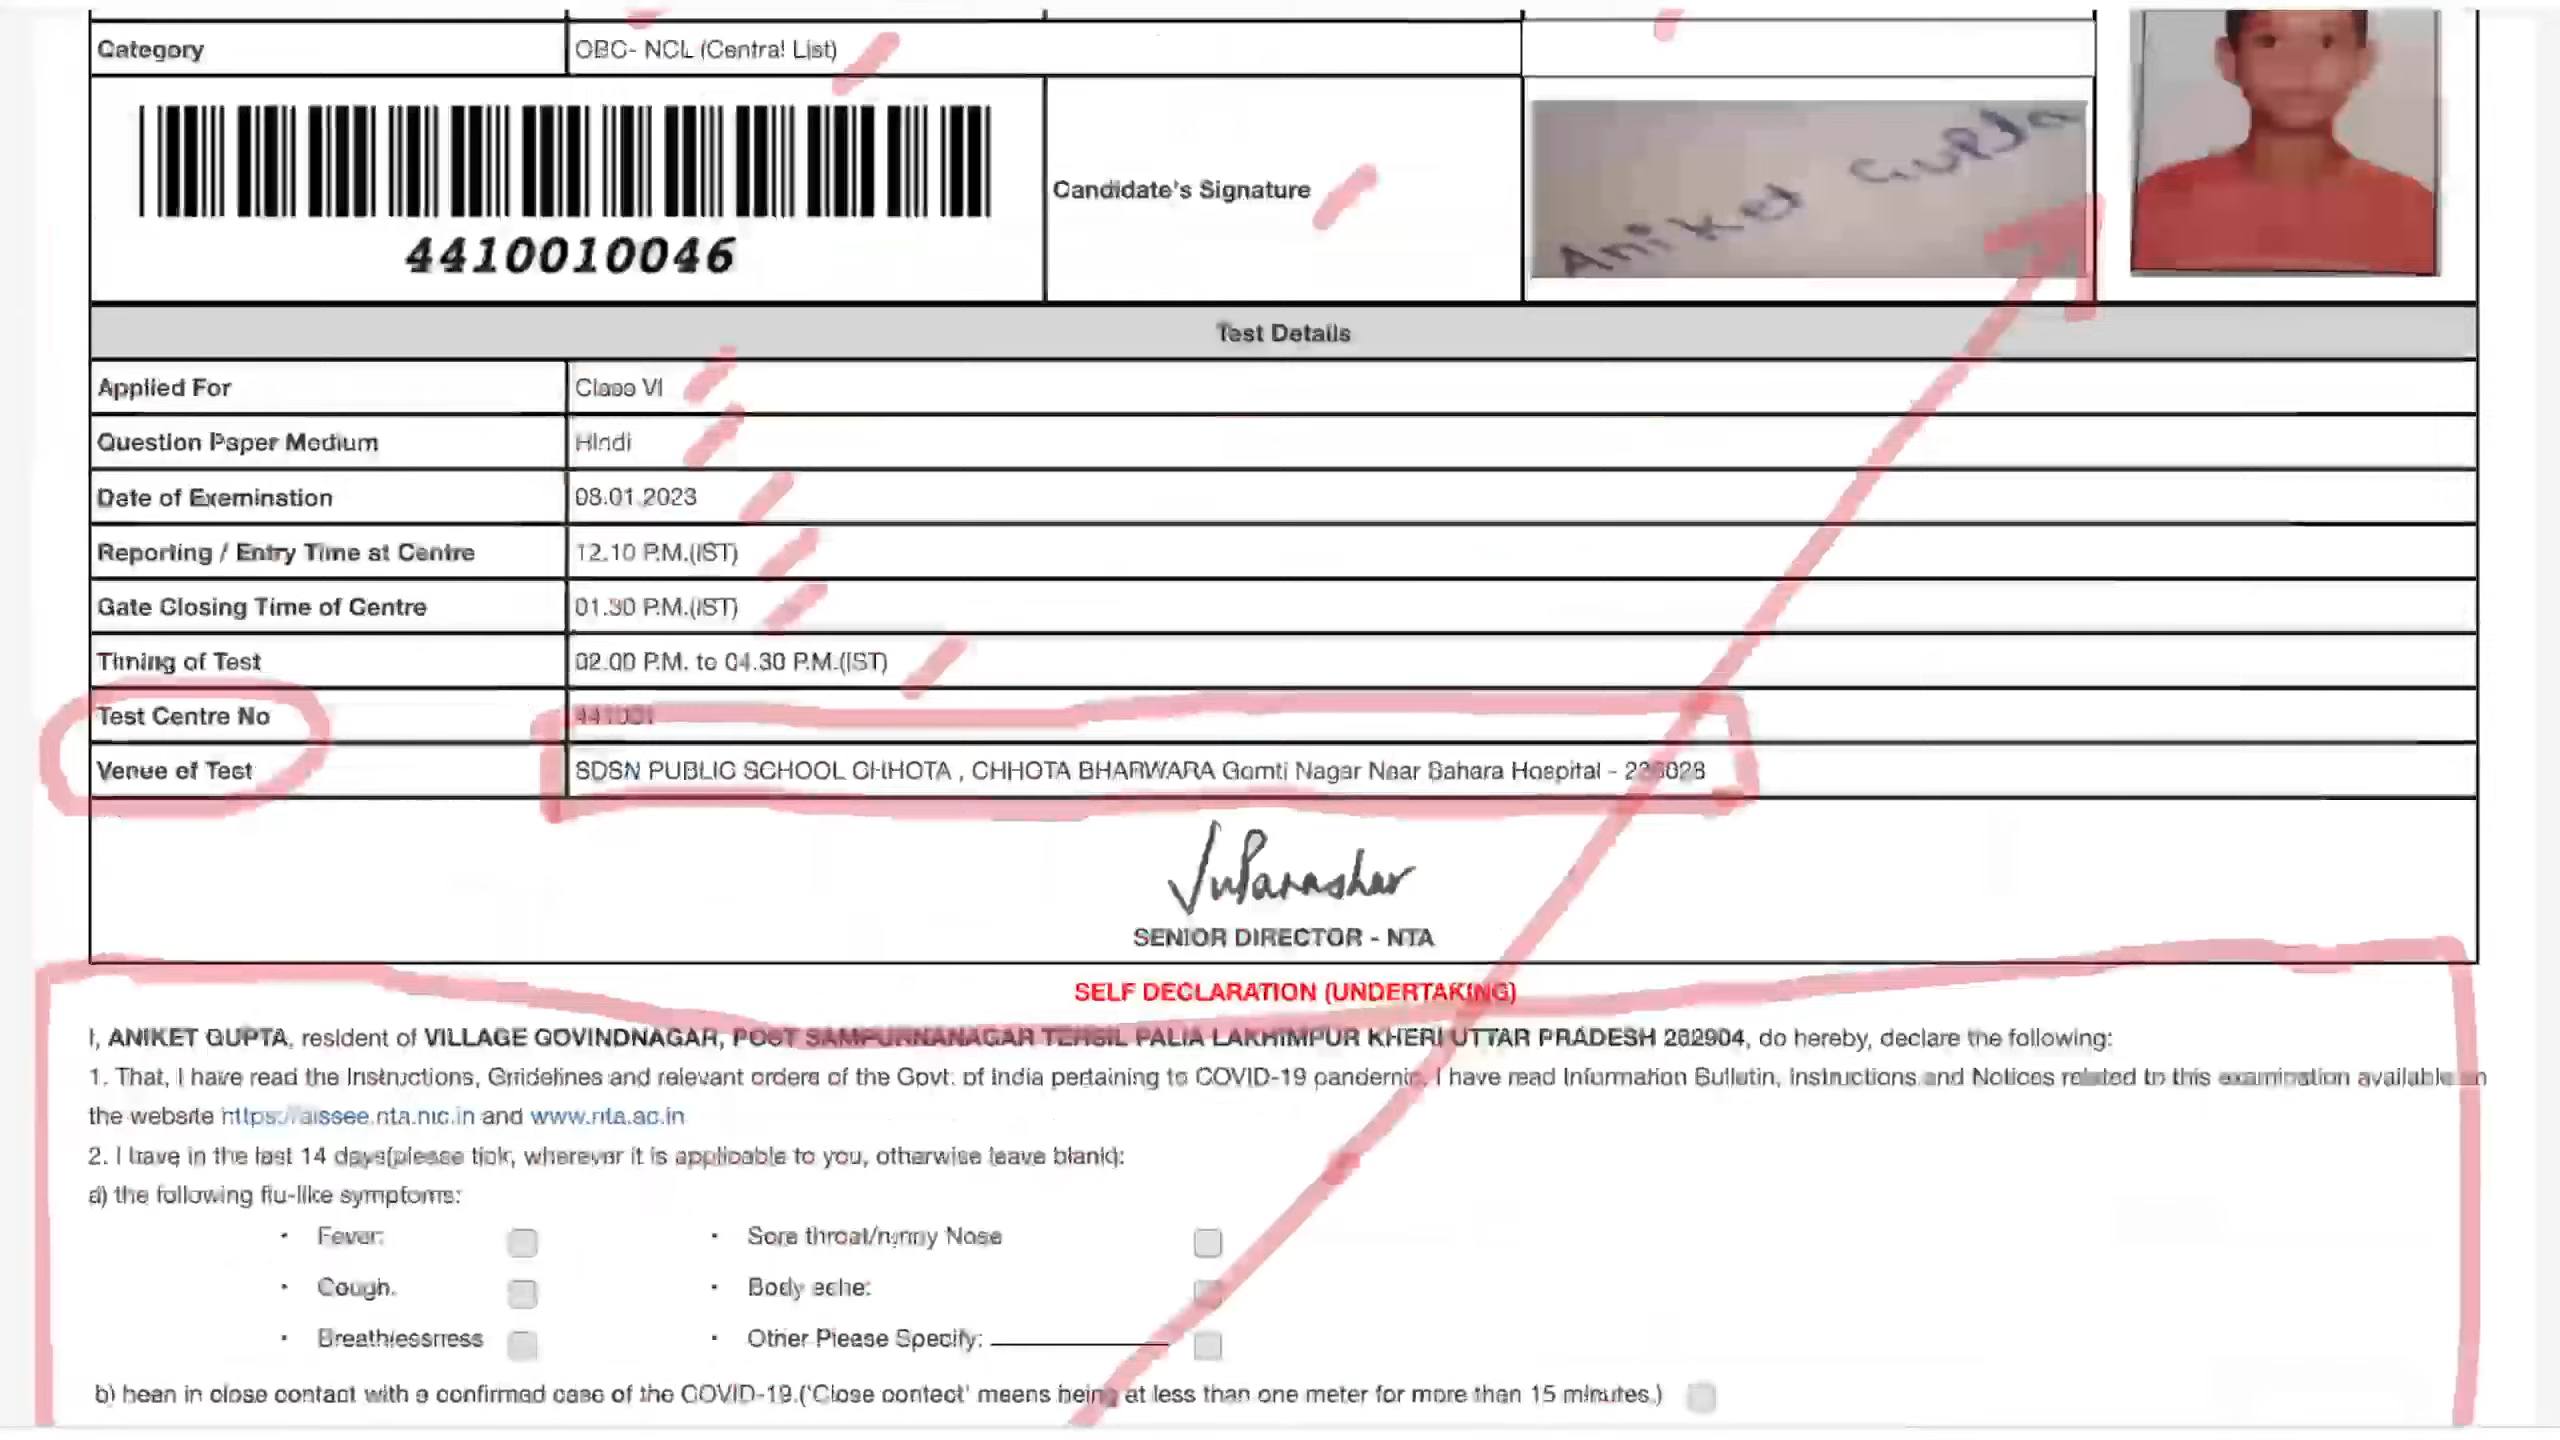 Category OBC- NCL (Central List)
4410010046
Candidate's Signature
Aniket Gupta
Test Details
Applied For Class VI
Question Paper Medium Hindi
Date of Examination 08.01.2023
Reporting / Entry Time at Centre 12.10 P.M.(IST)
Gate Closing Time of Centre 01.30 P.M.(IST)
Timing of Test 02.00 P.M. to 04.30 P.M.(IST)
Test Centre No 441001
Venue of Test SDSN PUBLIC SCHOOL CHHOTA , CHHOTA BHARWARA Gomti Nagar Near Sahara Hospital - 226028
SENIOR DIRECTOR - NTA
SELF DECLARATION (UNDERTAKING)
I, ANIKET GUPTA, resident of VILLAGE GOVINDNAGAR, POST SAMPURNANAGAR TEHSIL PALIA LAKHIMPUR KHERI UTTAR PRADESH 262904, do hereby, declare the following:
1. That, I have read the Instructions, Guidelines and relevant orders of the Govt. of India pertaining to COVID-19 pandemic. I have read Information Bulletin, Instructions and Notices related to this examination available on
the website https://aissee.nta.nic.in and www.nta.ac.in
2. I have in the last 14 days(please tick, wherever it is applicable to you, otherwise leave blank):
a) the following flu-like symptoms:
• Fever: • Sore throat/runny Nose
• Cough. • Body ache:
• Breathlessness • Other Please Specify:
b) been in close contact with a confirmed case of the COVID-19.('Close contact' means being at less than one meter for more than 15 minutes.)